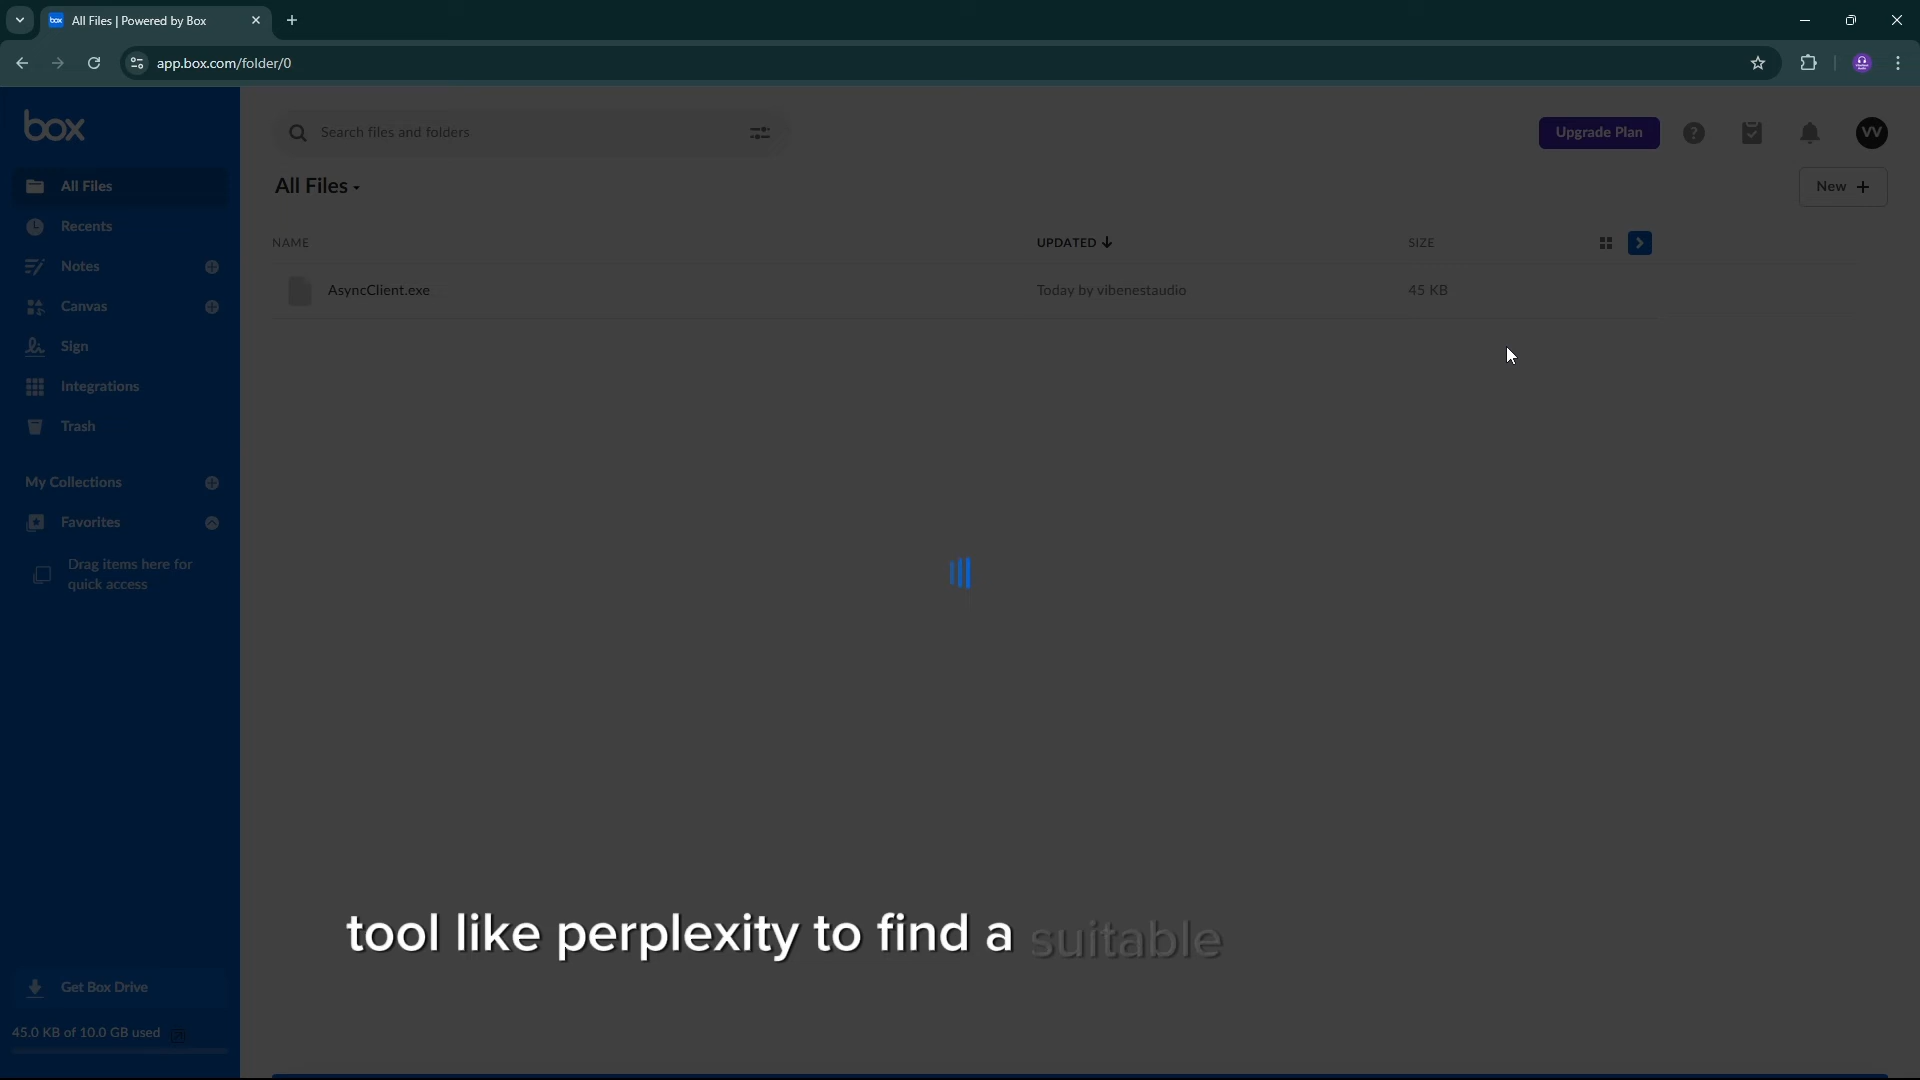 All Files | Powered by Box
app.box.com/folder/0
box
Search files and folders
Upgrade Plan
All Files
All Files
New
Recents
NAME
UPDATED
SIZE
Notes
AsyncClient.exe
Today by vibenestaudio
45 KB
Canvas
Sign
Integrations
Trash
My Collections
Favorites
Drag items here for
quick access
tool like perplexity to find a suitable
Get Box Drive
45.0 KB of 10.0 GB used